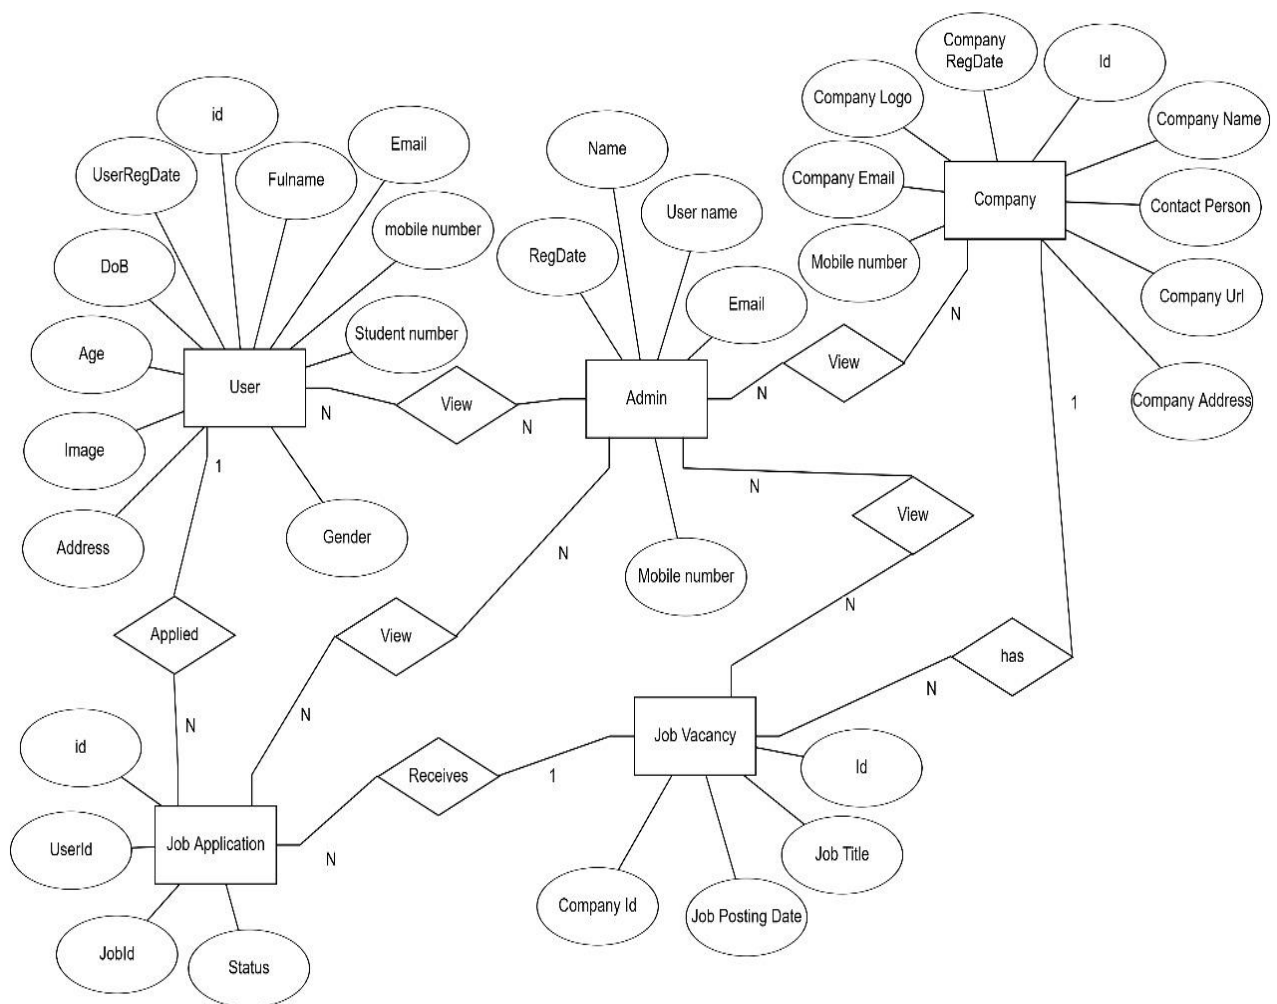 Company
RegDate
Id
Company Logo
Company Name
id
Email
UserRegDate
Fulname
Name
Company Email
Company
Contact Person
User name
mobile number
RegDate
DoB
Mobile number
Company Url
Email
N
Age
Student number
View
User
Admin
N
Company Address
N
View
N
1
Image
1
N
View
Address
Gender
N
Mobile number
N
Applied
View
has
N
N
N
id
Job Vacancy
Receives
1
Id
UserId
Job Application
N
Job Title
Company Id
Job Posting Date
JobId
Status